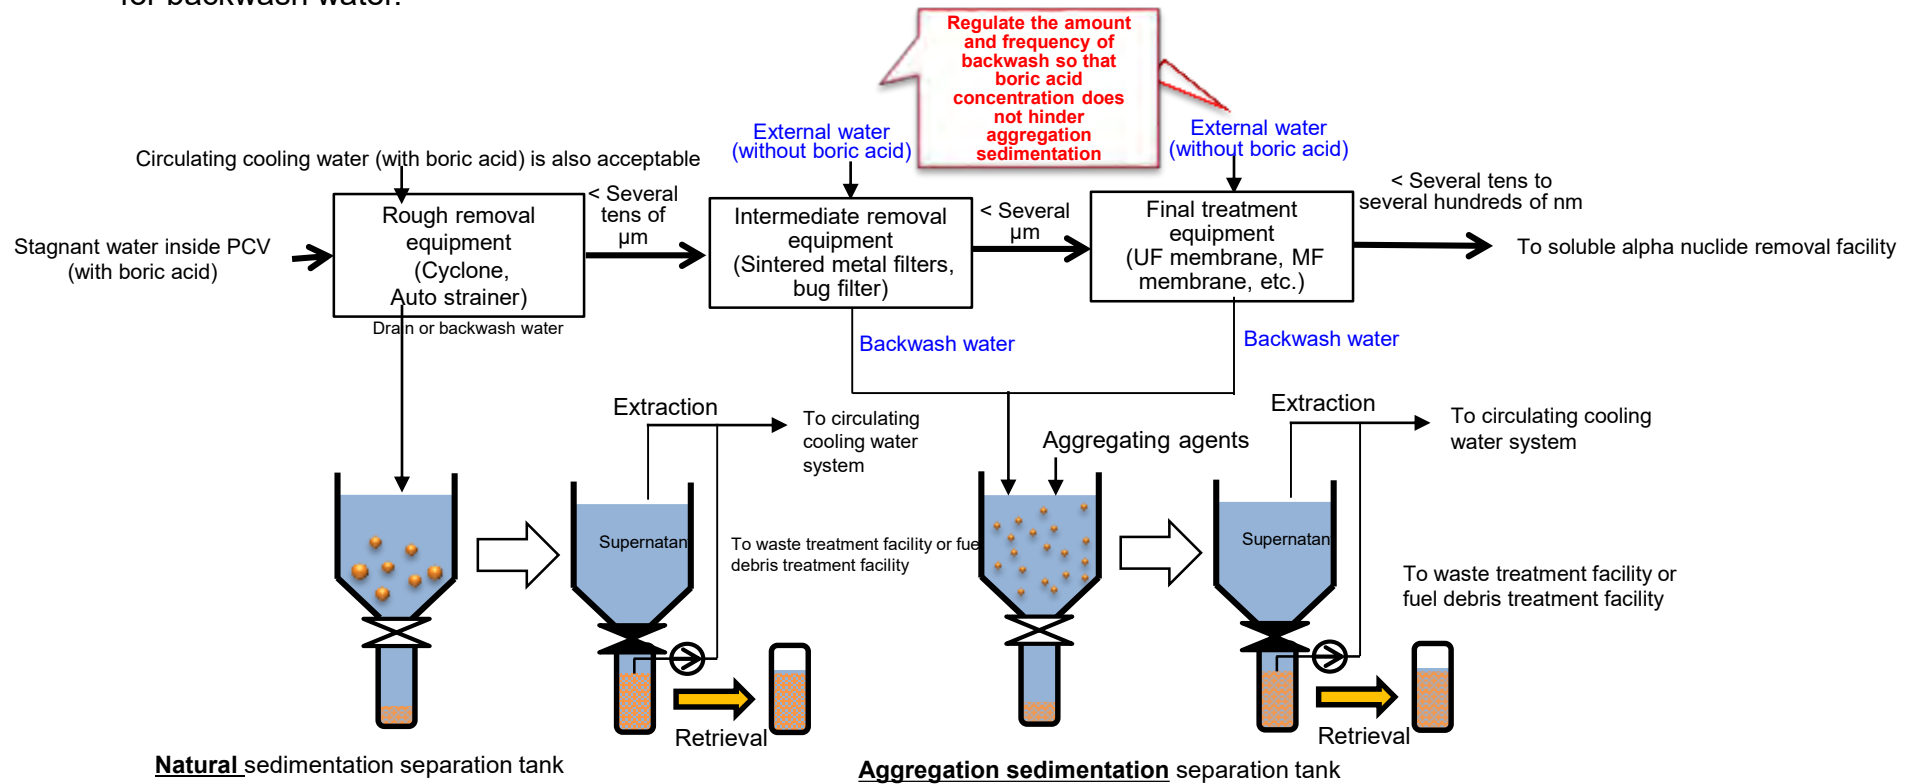 for backwash water.
Regulate the amount
and frequency of
backwash so that
boric acid
concentration does
not hinder
aggregation
sedimentation
External water
(without boric acid)
External water
(without boric acid)
Circulating cooling water (with boric acid) is also acceptable
< Several
tens of
µm
< Several
µm
< Several tens to
several hundreds of nm
Stagnant water inside PCV
(with boric acid)
Rough removal
equipment
(Cyclone,
Auto strainer)
Intermediate removal
equipment
(Sintered metal filters,
bug filter)
Final treatment
equipment
(UF membrane, MF
membrane, etc.)
To soluble alpha nuclide removal facility
Drain or backwash water
Backwash water
Backwash water
Extraction
To circulating
cooling water
system
Aggregating agents
Extraction
To circulating cooling
water system
Supernatan
To waste treatment facility or fue
debris treatment facility
Supernatan
To waste treatment facility or
fuel debris treatment facility
Retrieval
Retrieval
Natural sedimentation separation tank
Aggregation sedimentation separation tank